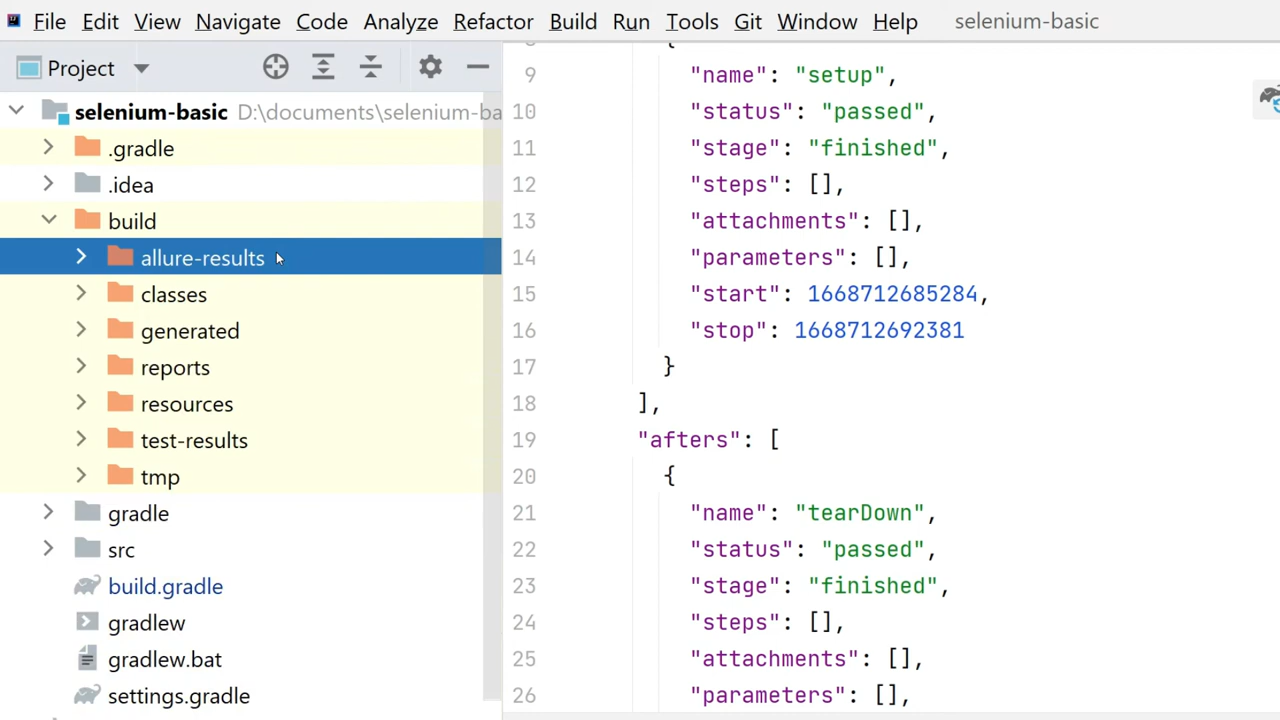 File Edit View Navigate Code Analyze Refactor Build Run Tools Git Window Help selenium-basic
Project
selenium-basic D:\documents\selenium-ba
.gradle
.idea
build
allure-results
classes
generated
reports
resources
test-results
tmp
gradle
src
build.gradle
gradlew
gradlew.bat
settings.gradle
{
9 "name": "setup",
10 "status": "passed",
11 "stage": "finished",
12 "steps": [],
13 "attachments": [],
14 "parameters": [],
15 "start": 1668712685284,
16 "stop": 1668712692381
17 }
18 ],
19 "afters": [
20 {
21 "name": "tearDown",
22 "status": "passed",
23 "stage": "finished",
24 "steps": [],
25 "attachments": [],
26 "parameters": [],